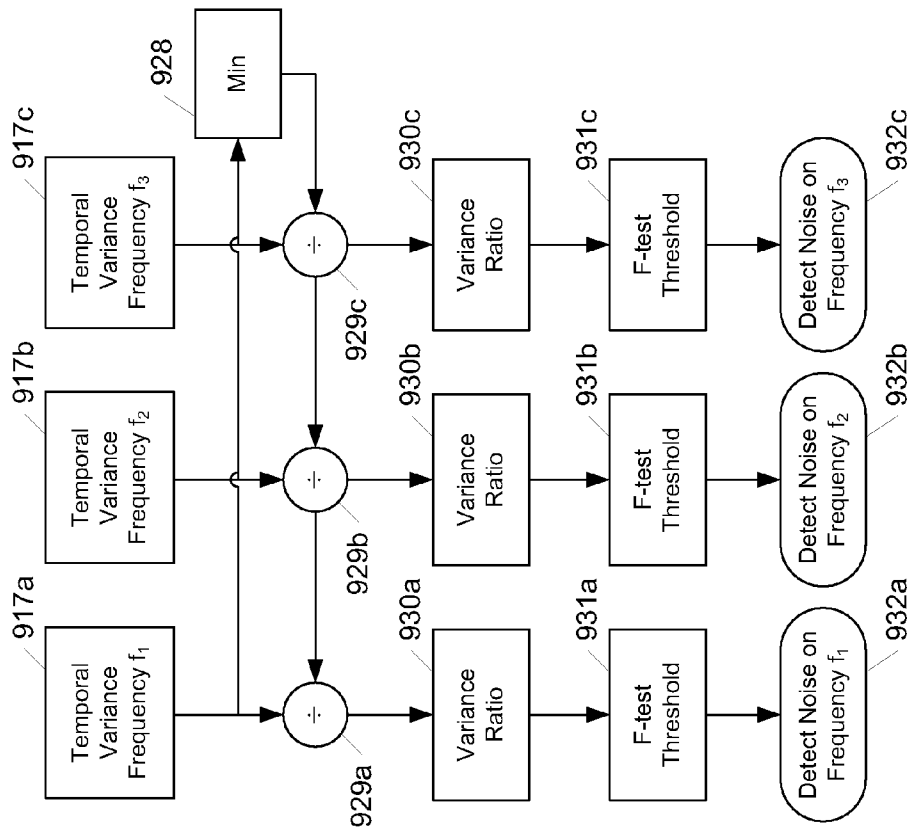 917a
Temporal
Variance
Frequency f₁
917b
Temporal
Variance
Frequency f₂
917c
Temporal
Variance
Frequency f₃
928
Min
÷
929a
÷
929b
÷
929c
930a
Variance
Ratio
930b
Variance
Ratio
930c
Variance
Ratio
931a
F-test
Threshold
931b
F-test
Threshold
931c
F-test
Threshold
Detect Noise on
Frequency f₁
932a
Detect Noise on
Frequency f₂
932b
Detect Noise on
Frequency f₃
932c